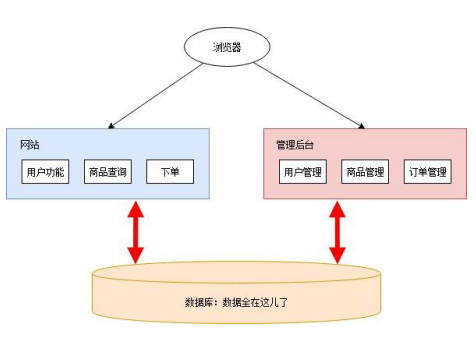 浏览器
网站
用户功能
商品查询
下单
管理后台
用户管理
商品管理
订单管理
数据库：数据全在这儿了